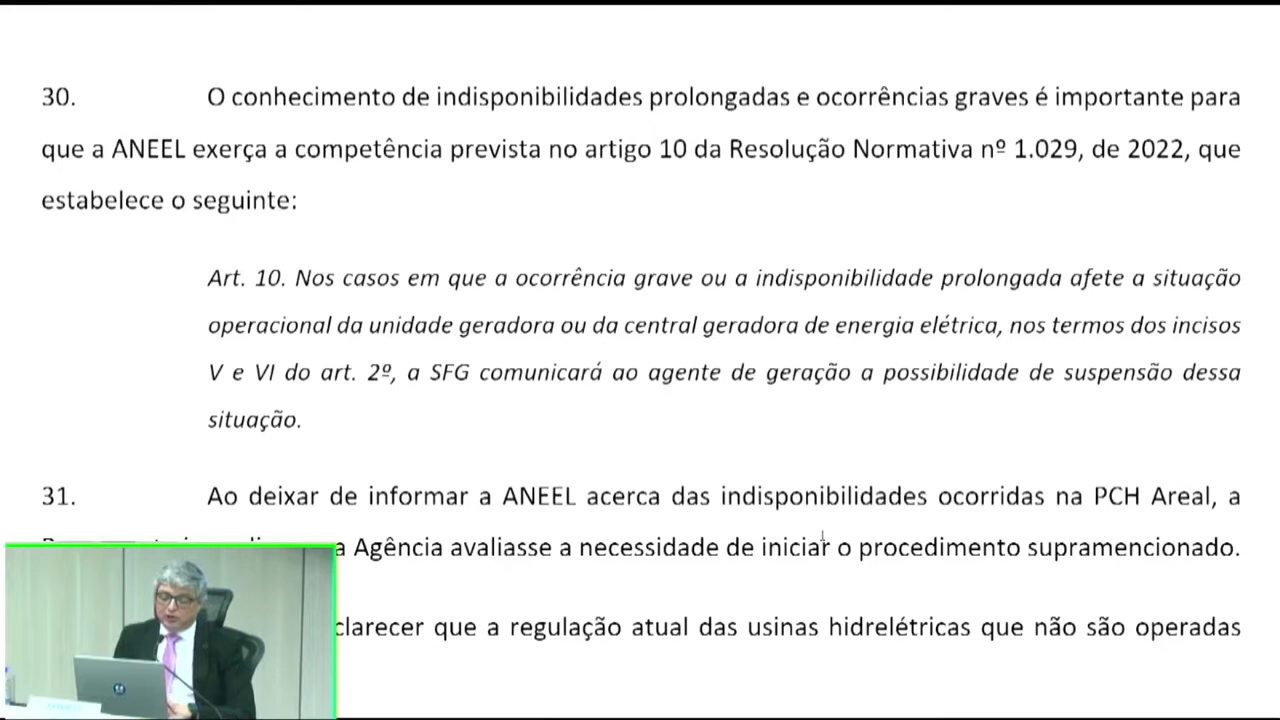 30. O conhecimento de indisponibilidades prolongadas e ocorrências graves é importante para
que a ANEEL exerça a competência prevista no artigo 10 da Resolução Normativa nº 1.029, de 2022, que
estabelece o seguinte:
Art. 10. Nos casos em que a ocorrência grave ou a indisponibilidade prolongada afete a situação
operacional da unidade geradora ou da central geradora de energia elétrica, nos termos dos incisos
V e VI do art. 2º, a SFG comunicará ao agente de geração a possibilidade de suspensão dessa
situação.
31. Ao deixar de informar a ANEEL acerca das indisponibilidades ocorridas na PCH Areal, a
a Agência avaliasse a necessidade de iniciar o procedimento supramencionado.
clarecer que a regulação atual das usinas hidrelétricas que não são operadas